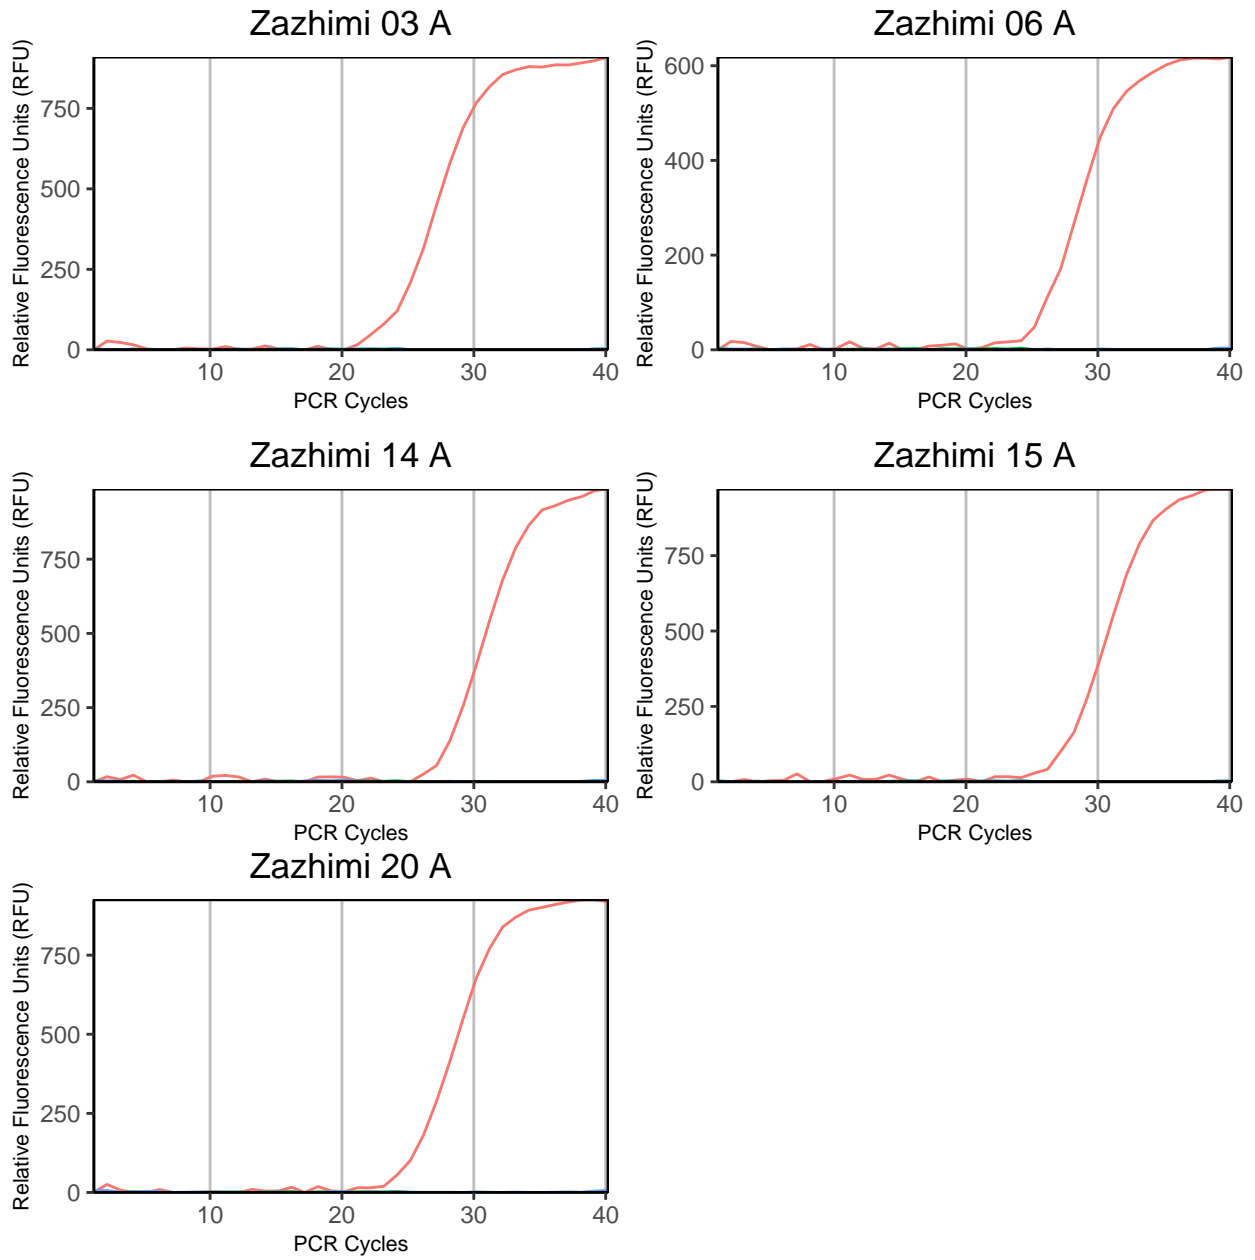 Zazhimi 03 A
Relative Fluorescence Units (RFU)
750
500
250
0
10 20 30 40
PCR Cycles
Zazhimi 06 A
Relative Fluorescence Units (RFU)
600
400
200
0
10 20 30 40
PCR Cycles
Zazhimi 14 A
Relative Fluorescence Units (RFU)
750
500
250
0
10 20 30 40
PCR Cycles
Zazhimi 15 A
Relative Fluorescence Units (RFU)
750
500
250
0
10 20 30 40
PCR Cycles
Zazhimi 20 A
Relative Fluorescence Units (RFU)
750
500
250
0
10 20 30 40
PCR Cycles